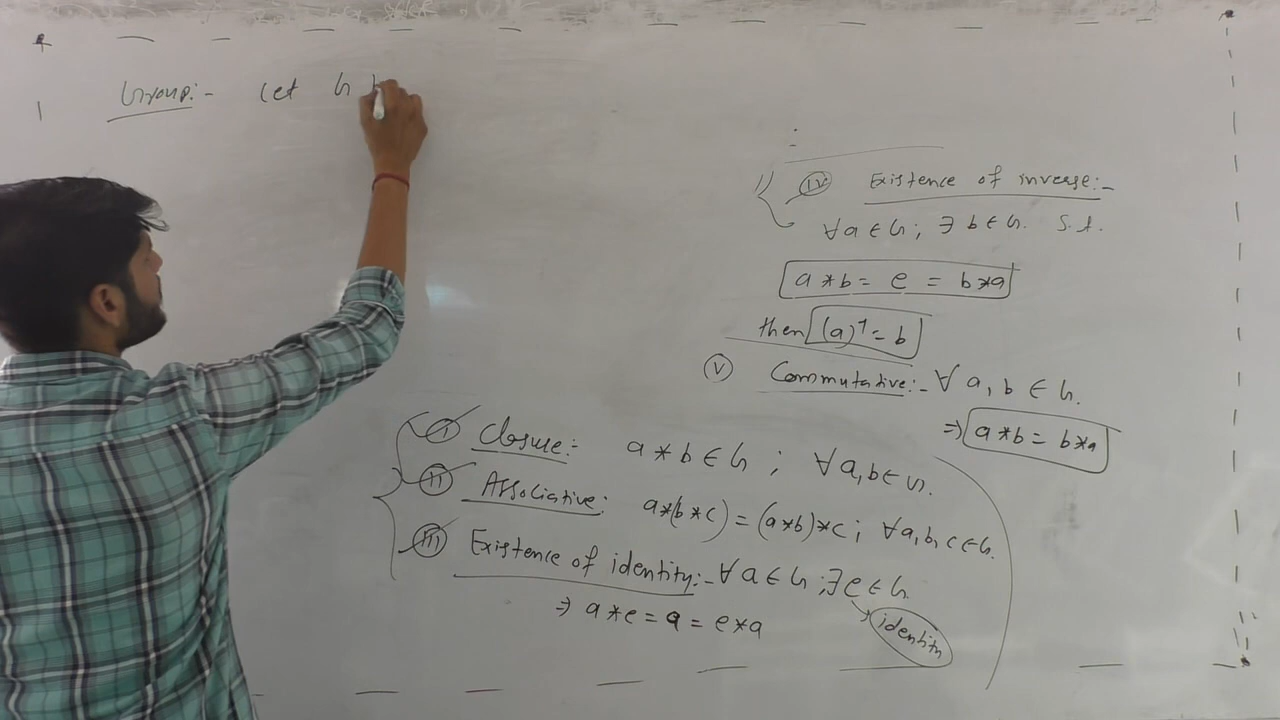 Group:- Let G b
(IV) Existence of inverse:-
∀a∈G; ∃ b∈G. s.t.
a*b = e = b*a
then (a)⁻¹ = b
(V) Commutative:- ∀ a, b ∈ G.
⇒ a*b = b*a
(I) Closure:- a*b∈G ; ∀a,b∈G.
(II) Associative: a*(b*c) = (a*b)*c; ∀a,b,c∈G.
(III) Existence of identity:- ∀a∈G ; ∃e∈G.
⇒ a*e = a = e*a
identity